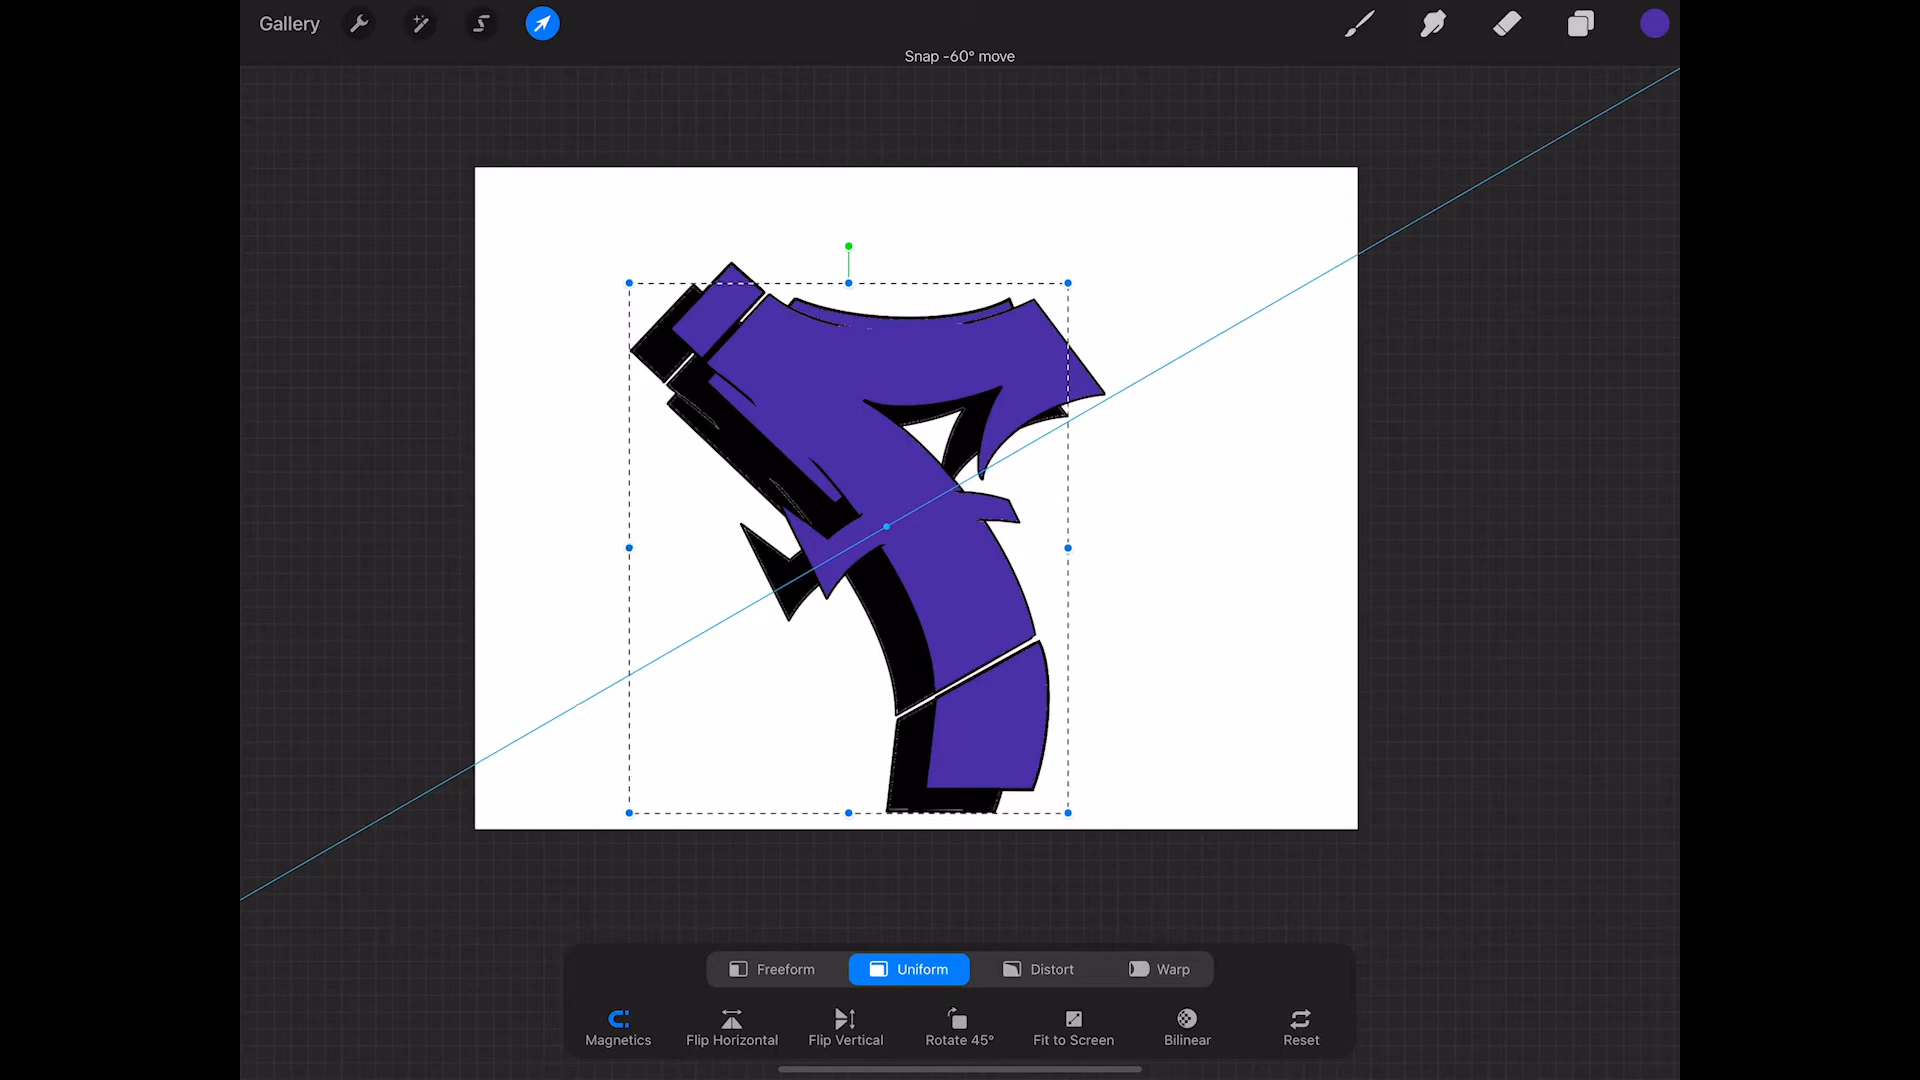 Gallery
Snap -60° move
Freeform Uniform Distort Warp
Magnetics Flip Horizontal Flip Vertical Rotate 45° Fit to Screen Bilinear Reset